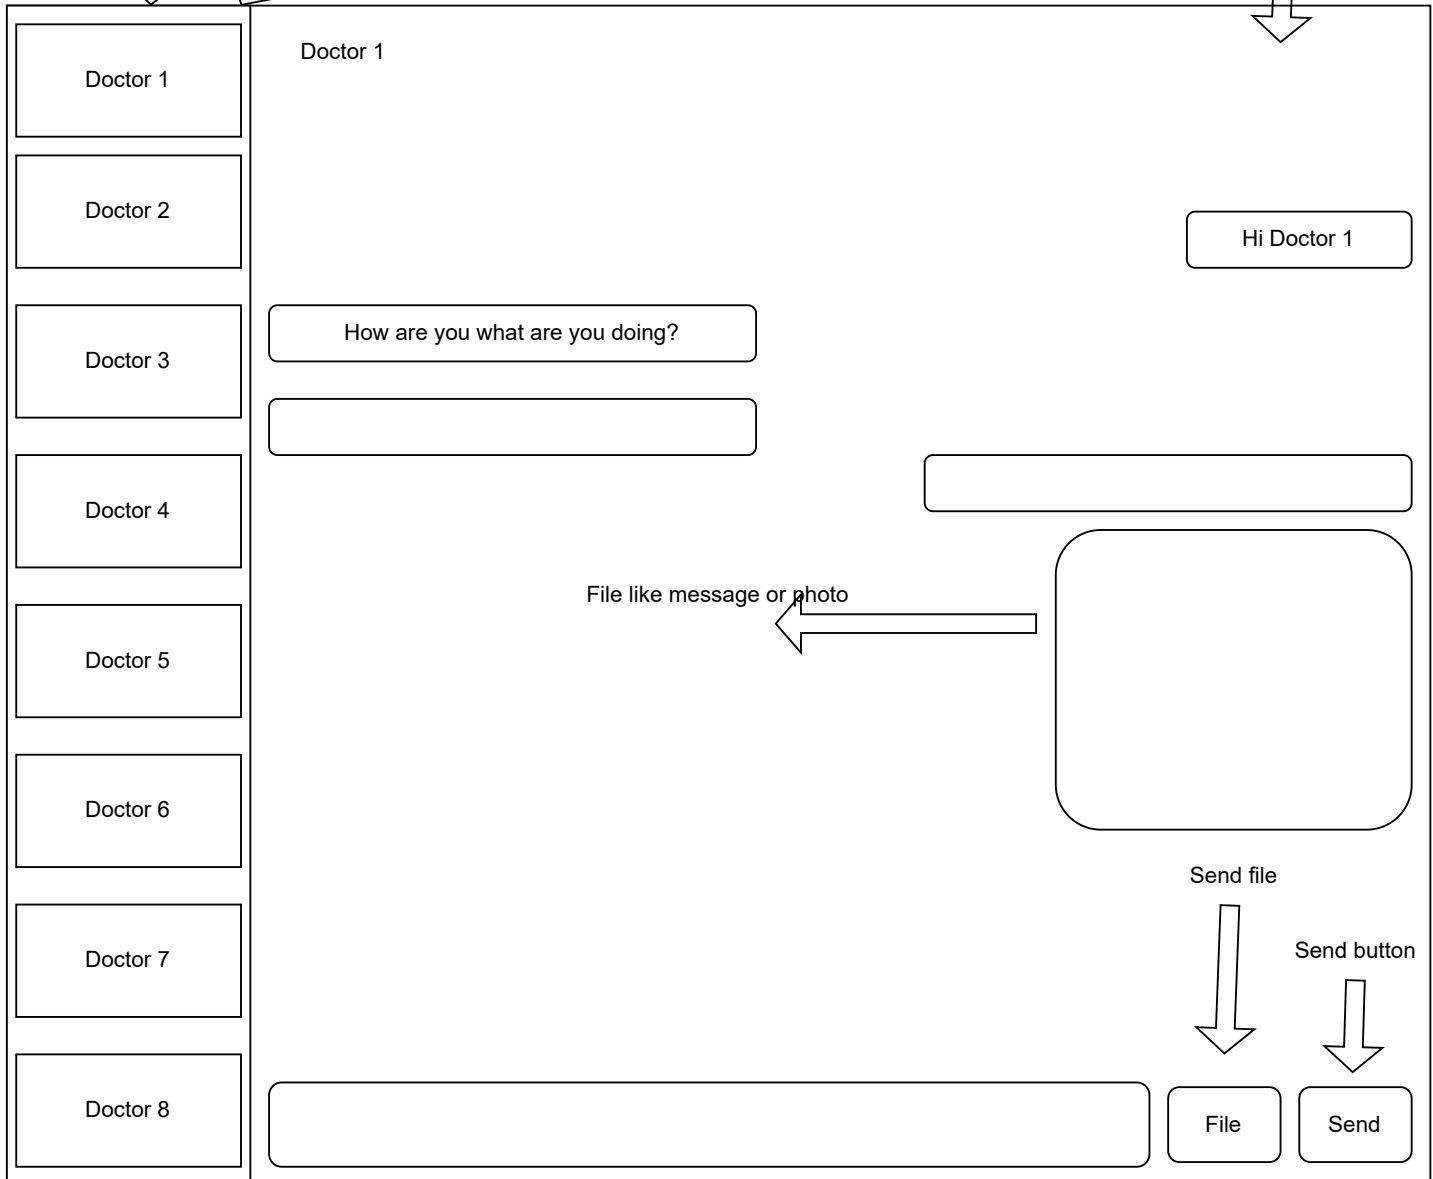 Doctor 1
Doctor 1
Doctor 2
Hi Doctor 1
How are you what are you doing?
Doctor 3
Doctor 4
File like message or photo
Doctor 5
Doctor 6
Send file
Send button
Doctor 7
Doctor 8
File
Send